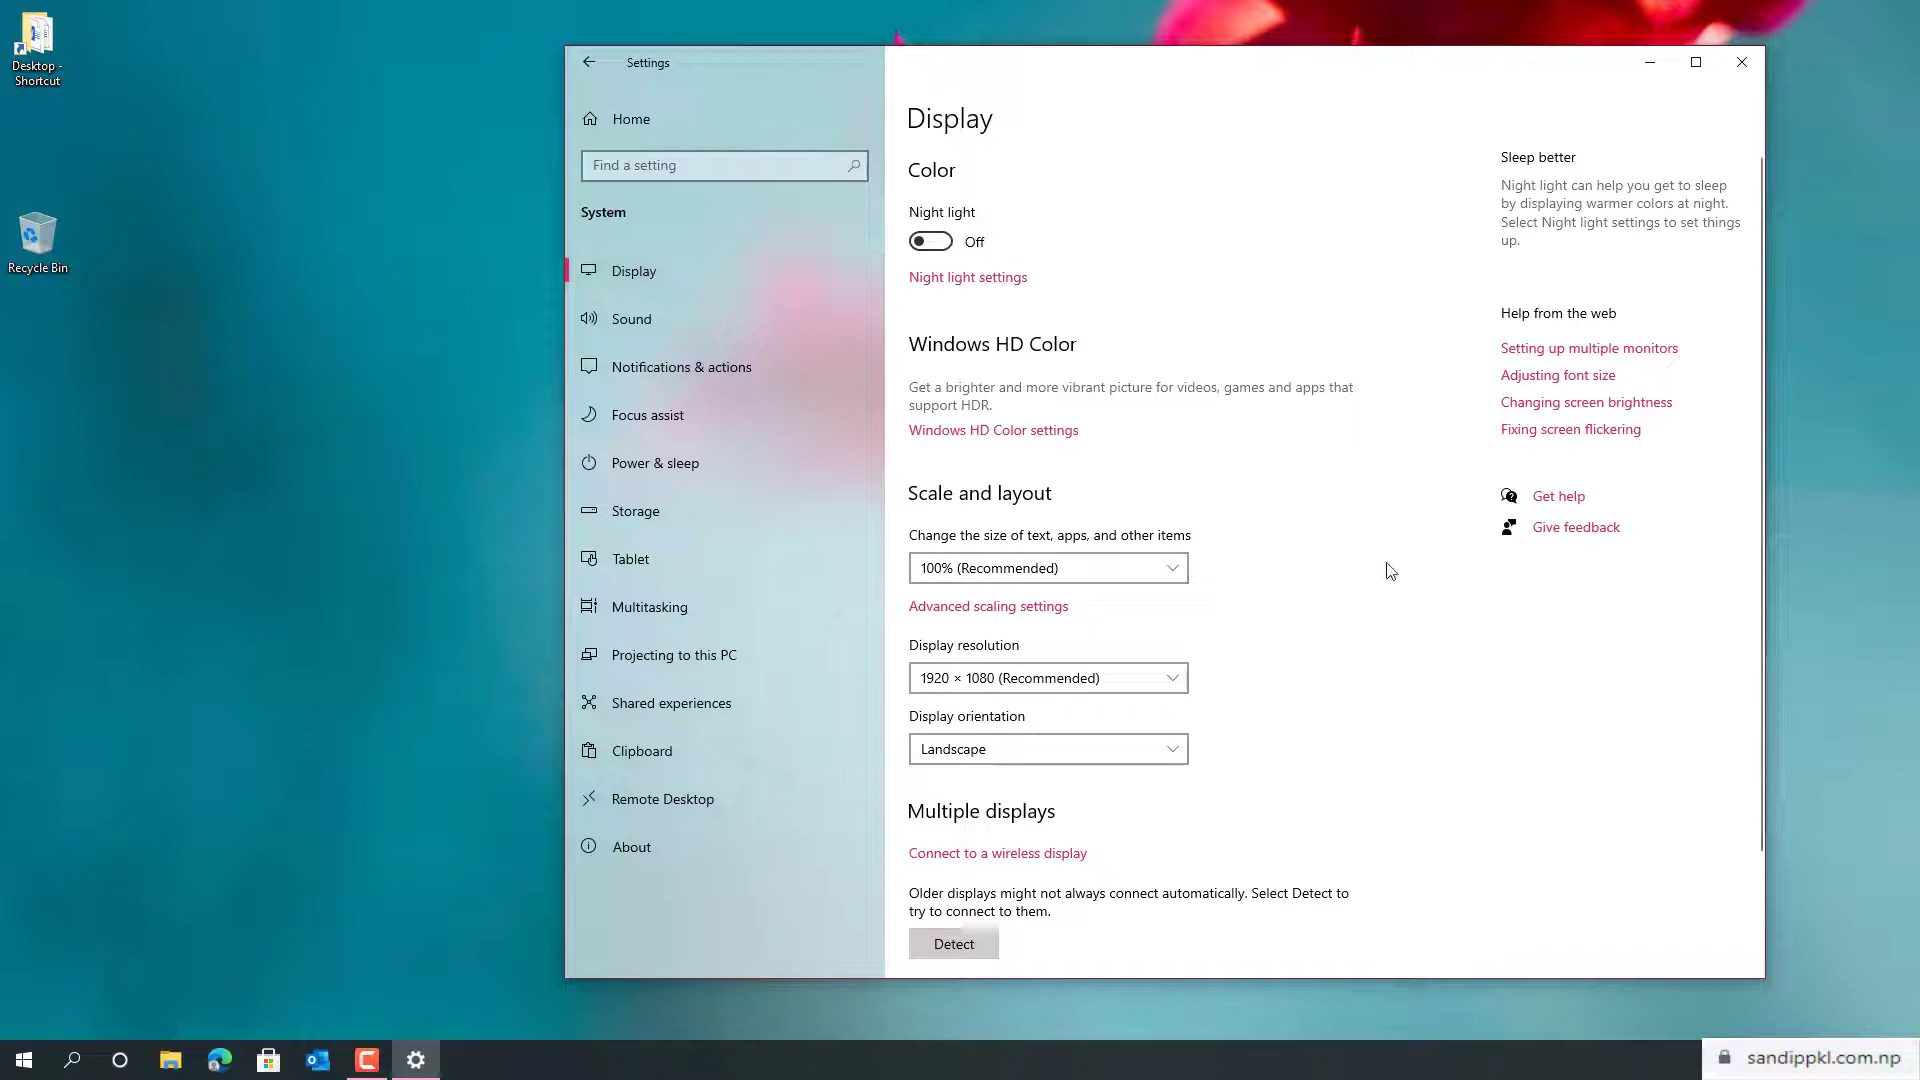 Desktop -
Shortcut
Recycle Bin
Settings
Home
Find a setting
System
Display
Sound
Notifications & actions
Focus assist
Power & sleep
Storage
Tablet
Multitasking
Projecting to this PC
Shared experiences
Clipboard
Remote Desktop
About
Display
Color
Night light
Off
Night light settings
Windows HD Color
Get a brighter and more vibrant picture for videos, games and apps that
support HDR.
Windows HD Color settings
Scale and layout
Change the size of text, apps, and other items
100% (Recommended)
Advanced scaling settings
Display resolution
1920 × 1080 (Recommended)
Display orientation
Landscape
Multiple displays
Connect to a wireless display
Older displays might not always connect automatically. Select Detect to
try to connect to them.
Detect
Sleep better
Night light can help you get to sleep
by displaying warmer colors at night.
Select Night light settings to set things
up.
Help from the web
Setting up multiple monitors
Adjusting font size
Changing screen brightness
Fixing screen flickering
Get help
Give feedback
sandippkl.com.np